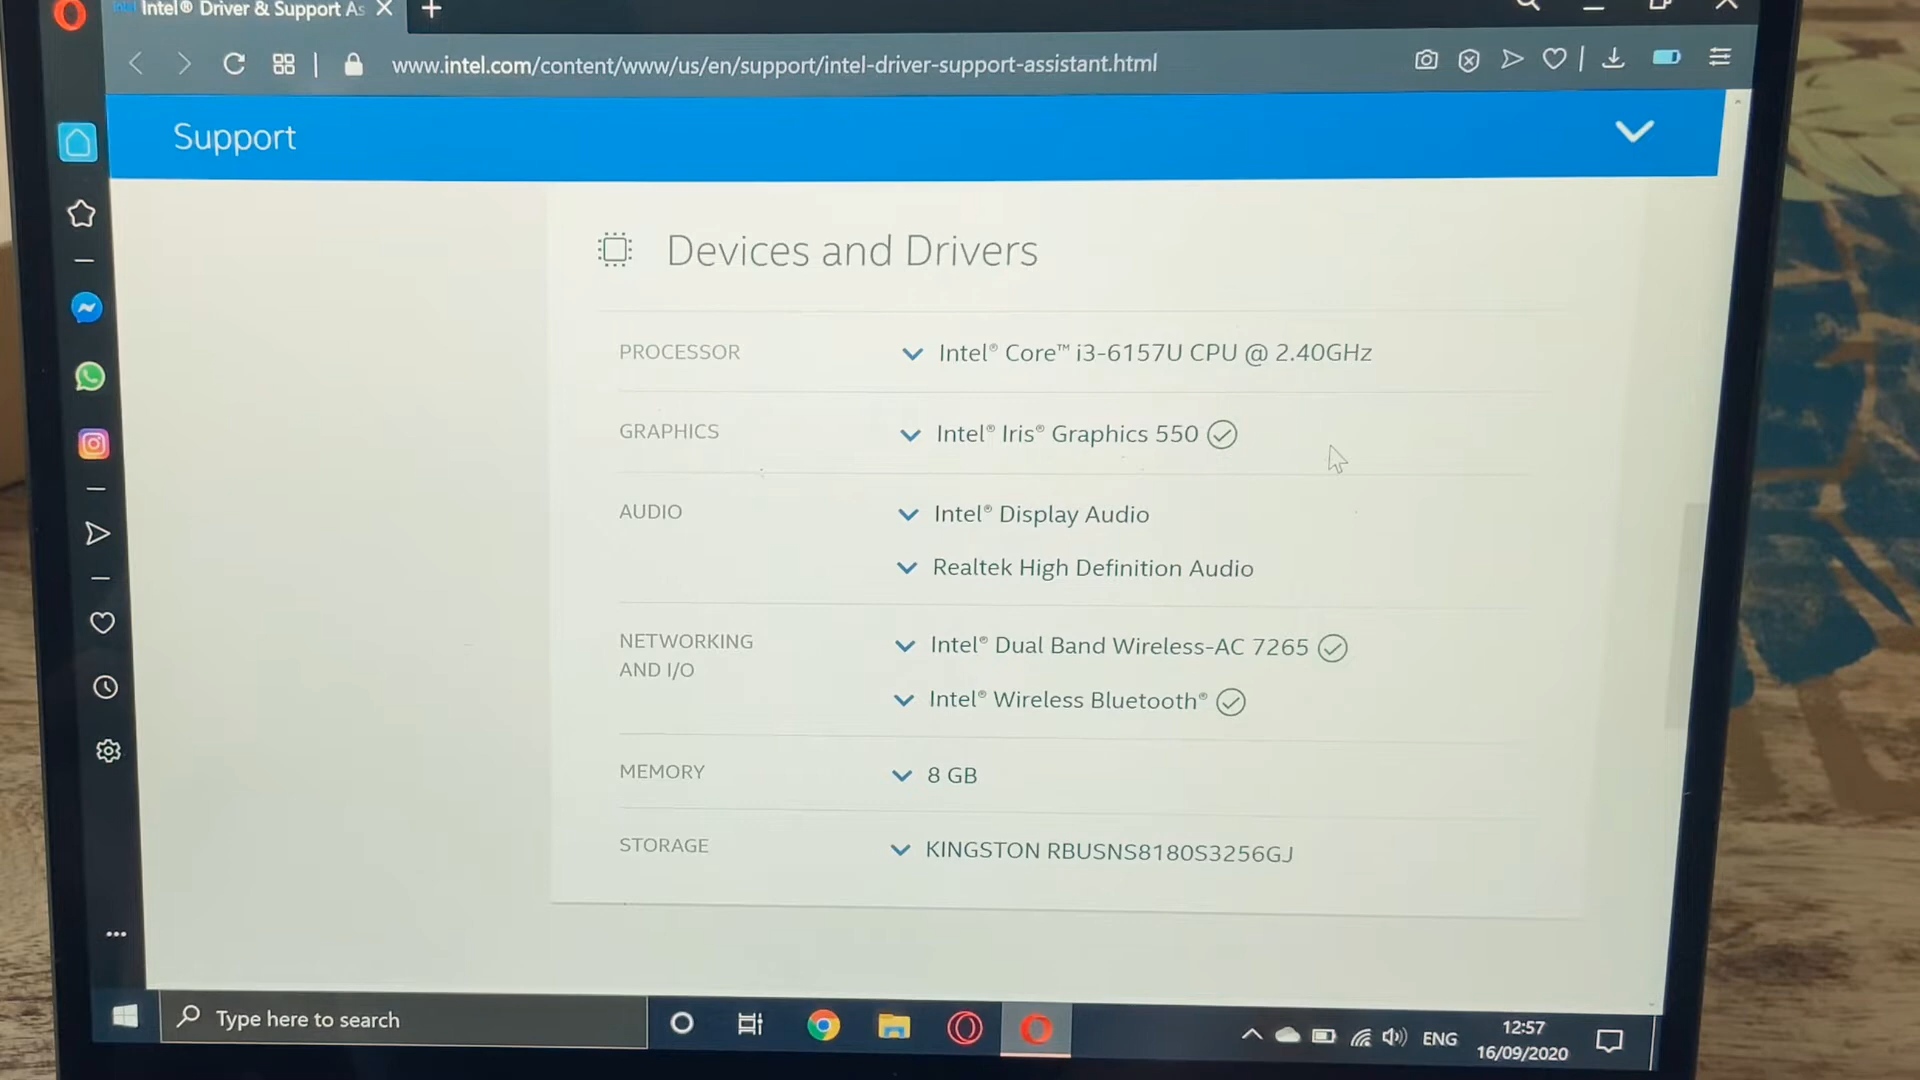 Intel® Driver & Support As
www.intel.com/content/www/us/en/support/intel-driver-support-assistant.html
Support
Devices and Drivers
PROCESSOR
Intel® Core™ i3-6157U CPU @ 2.40GHz
GRAPHICS
Intel® Iris® Graphics 550
AUDIO
Intel® Display Audio
Realtek High Definition Audio
NETWORKING
AND I/O
Intel® Dual Band Wireless-AC 7265
Intel® Wireless Bluetooth®
MEMORY
8 GB
STORAGE
KINGSTON RBUSNS8180S3256GJ
Type here to search
ENG
12:57
16/09/2020